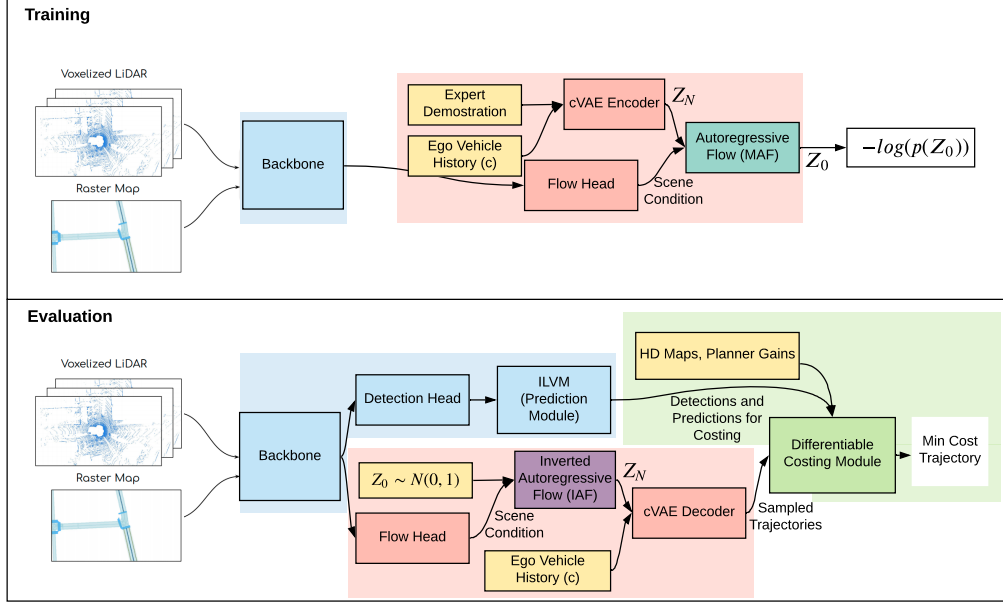 Training
Voxelized LiDAR
Raster Map
Backbone
Expert
Demostration
Ego Vehicle
History (c)
cVAE Encoder
Z_N
Flow Head
Scene
Condition
Autoregressive
Flow (MAF)
Z_0
−log(p(Z_0))
Evaluation
Voxelized LiDAR
Raster Map
Backbone
Detection Head
ILVM
(Prediction
Module)
HD Maps, Planner Gains
Detections and
Predictions for
Costing
Differentiable
Costing Module
Min Cost
Trajectory
Z_0 ∼ N(0, 1)
Inverted
Autoregressive
Flow (IAF)
Z_N
Flow Head
Scene
Condition
cVAE Decoder
Sampled
Trajectories
Ego Vehicle
History (c)